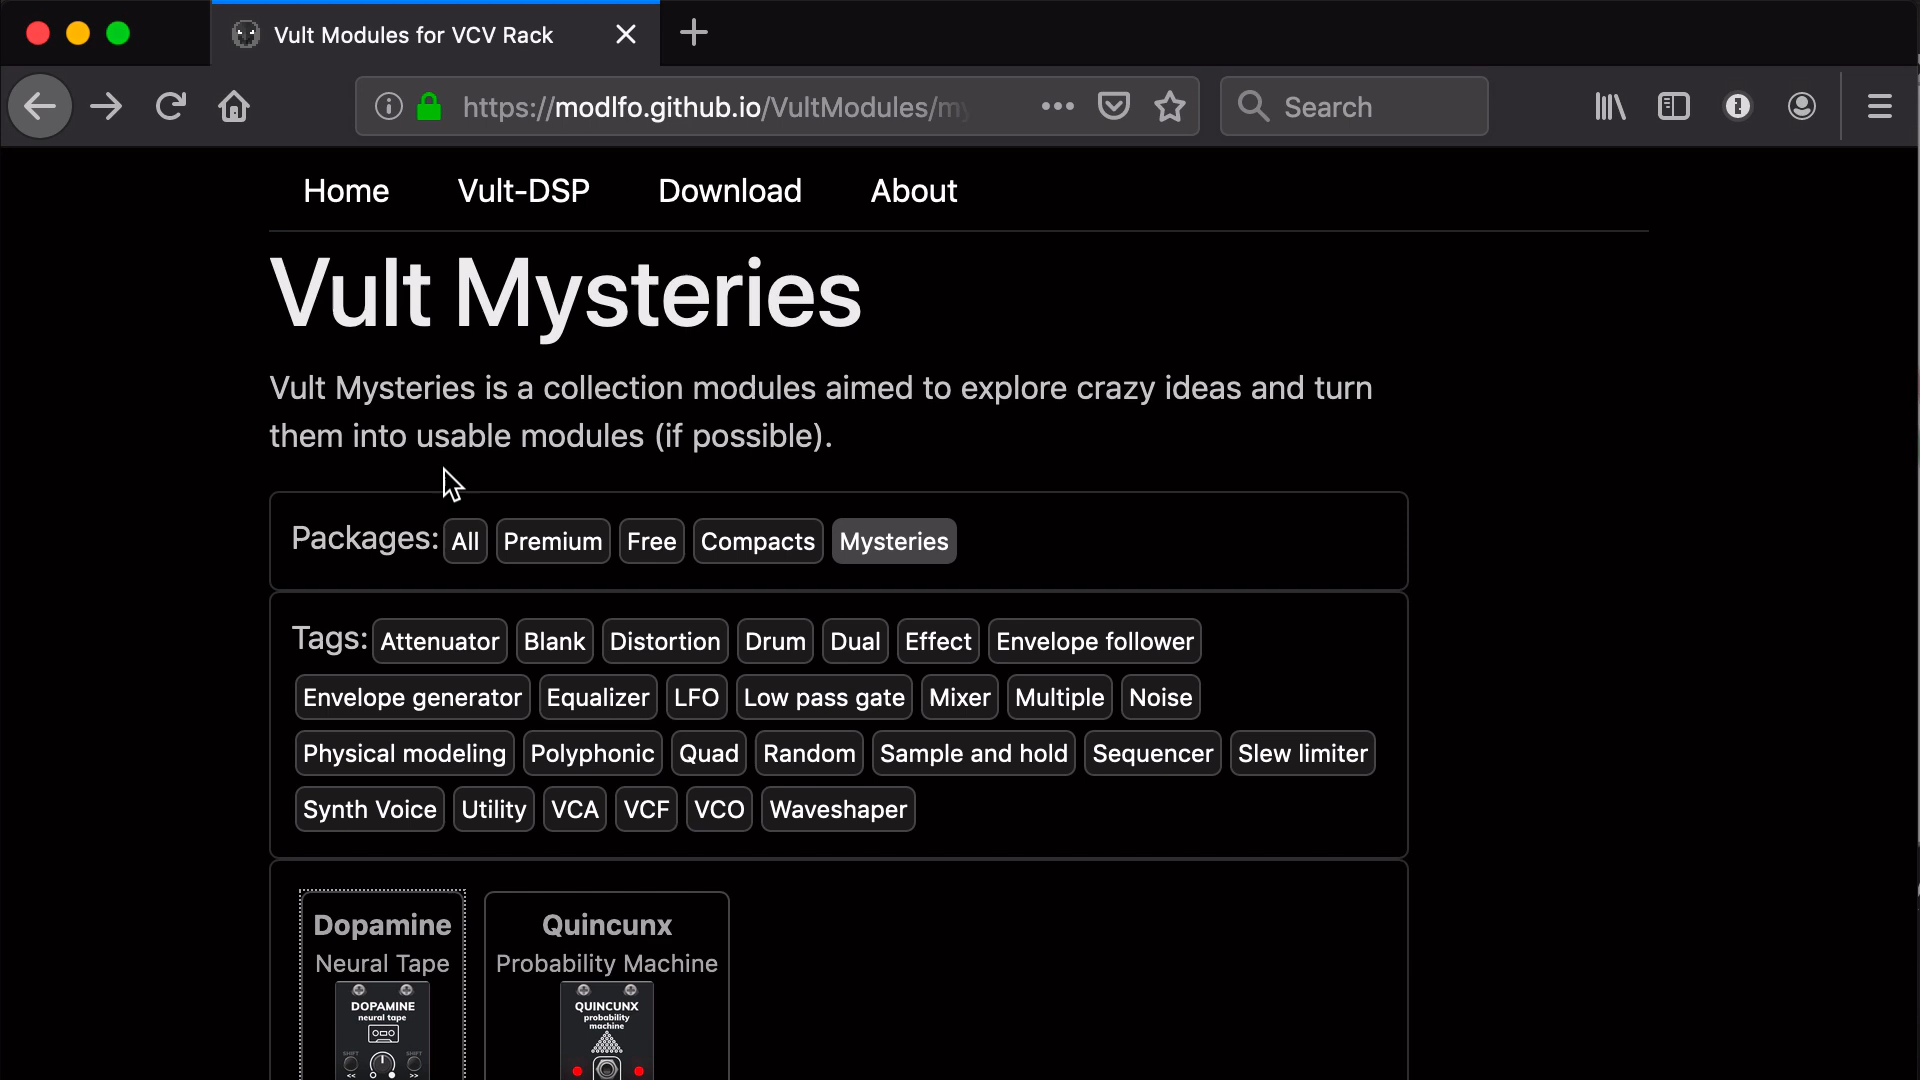 Vult Modules for VCV Rack
https://modlfo.github.io/VultModules/my
Search
Home Vult-DSP Download About
Vult Mysteries
Vult Mysteries is a collection modules aimed to explore crazy ideas and turn
them into usable modules (if possible).
Packages: All Premium Free Compacts Mysteries
Tags: Attenuator Blank Distortion Drum Dual Effect Envelope follower
Envelope generator Equalizer LFO Low pass gate Mixer Multiple Noise
Physical modeling Polyphonic Quad Random Sample and hold Sequencer Slew limiter
Synth Voice Utility VCA VCF VCO Waveshaper
Dopamine
Neural Tape
DOPAMINE
neural tape
SHIFT SHIFT
<< >>
Quincunx
Probability Machine
QUINCUNX
probability
machine